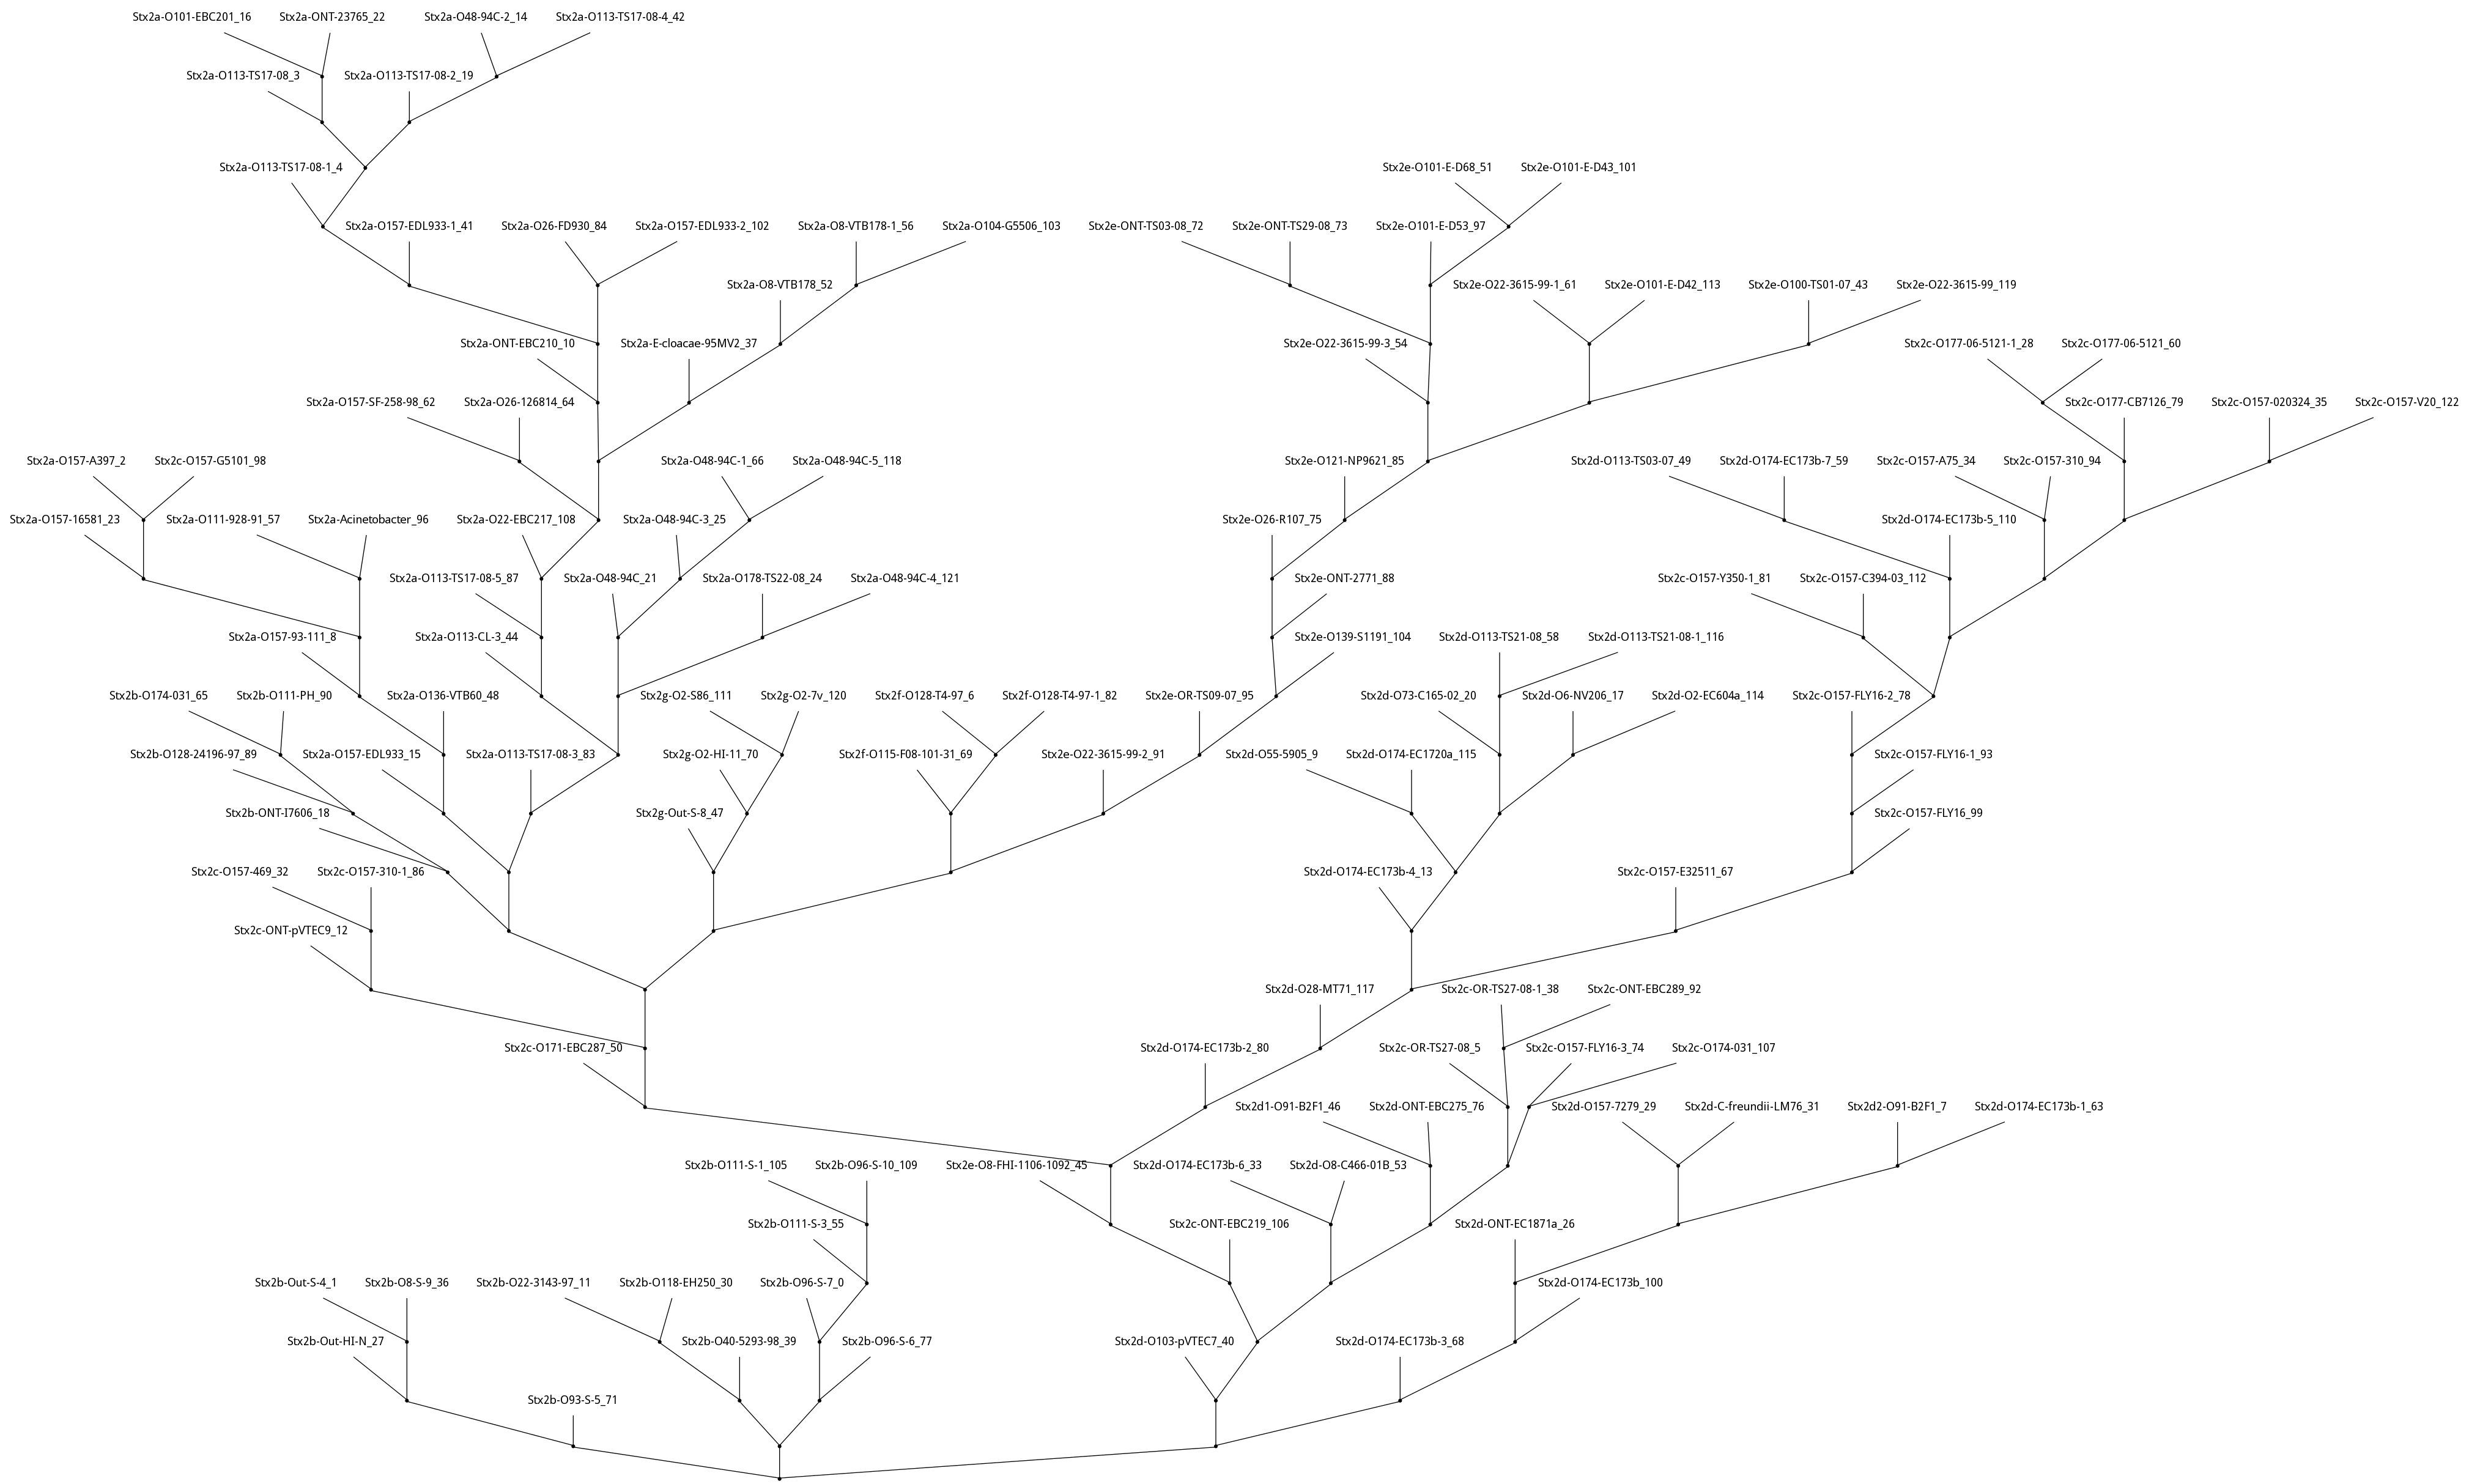 Stx2a-O101-EBC201_16 Stx2a-ONT-23765_22 Stx2a-O48-94C-2_14 Stx2a-O113-TS17-08-4_42
Stx2a-O113-TS17-08_3 Stx2a-O113-TS17-08-2_19
Stx2a-O113-TS17-08-1_4 Stx2e-O101-E-D68_51 Stx2e-O101-E-D43_101
Stx2a-O157-EDL933-1_41 Stx2a-O26-FD930_84 Stx2a-O157-EDL933-2_102 Stx2a-O8-VTB178-1_56 Stx2a-O104-G5506_103 Stx2e-ONT-TS03-08_72 Stx2e-ONT-TS29-08_73 Stx2e-O101-E-D53_97
Stx2a-O8-VTB178_52 Stx2e-O22-3615-99-1_61 Stx2e-O101-E-D42_113 Stx2e-O100-TS01-07_43 Stx2e-O22-3615-99_119
Stx2a-ONT-EBC210_10 Stx2a-E-cloacae-95MV2_37 Stx2e-O22-3615-99-3_54 Stx2c-O177-06-5121-1_28 Stx2c-O177-06-5121_60
Stx2a-O157-SF-258-98_62 Stx2a-O26-126814_64 Stx2c-O177-CB7126_79 Stx2c-O157-020324_35 Stx2c-O157-V20_122
Stx2a-O157-A397_2 Stx2c-O157-G5101_98 Stx2a-O48-94C-1_66 Stx2a-O48-94C-5_118 Stx2e-O121-NP9621_85 Stx2d-O113-TS03-07_49 Stx2d-O174-EC173b-7_59 Stx2c-O157-A75_34 Stx2c-O157-310_94
Stx2a-O157-16581_23 Stx2a-O111-928-91_57 Stx2a-Acinetobacter_96 Stx2a-O22-EBC217_108 Stx2a-O48-94C-3_25 Stx2e-O26-R107_75 Stx2d-O174-EC173b-5_110
Stx2a-O113-TS17-08-5_87 Stx2a-O48-94C_21 Stx2a-O178-TS22-08_24 Stx2a-O48-94C-4_121 Stx2e-ONT-2771_88 Stx2c-O157-Y350-1_81 Stx2c-O157-C394-03_112
Stx2a-O157-93-111_8 Stx2a-O113-CL-3_44 Stx2e-O139-S1191_104 Stx2d-O113-TS21-08_58 Stx2d-O113-TS21-08-1_116
Stx2b-O174-031_65 Stx2b-O111-PH_90 Stx2a-O136-VTB60_48 Stx2g-O2-S86_111 Stx2g-O2-7v_120 Stx2f-O128-T4-97_6 Stx2f-O128-T4-97-1_82 Stx2e-OR-TS09-07_95 Stx2d-O73-C165-02_20 Stx2d-O6-NV206_17 Stx2d-O2-EC604a_114 Stx2c-O157-FLY16-2_78
Stx2b-O128-24196-97_89 Stx2a-O157-EDL933_15 Stx2a-O113-TS17-08-3_83 Stx2g-O2-HI-11_70 Stx2f-O115-F08-101-31_69 Stx2e-O22-3615-99-2_91 Stx2d-O55-5905_9 Stx2d-O174-EC1720a_115 Stx2c-O157-FLY16-1_93
Stx2b-ONT-I7606_18 Stx2g-Out-S-8_47 Stx2c-O157-FLY16_99
Stx2c-O157-469_32 Stx2c-O157-310-1_86 Stx2d-O174-EC173b-4_13 Stx2c-O157-E32511_67
Stx2c-ONT-pVTEC9_12
Stx2d-O28-MT71_117 Stx2c-OR-TS27-08-1_38 Stx2c-ONT-EBC289_92
Stx2c-O171-EBC287_50 Stx2d-O174-EC173b-2_80 Stx2c-OR-TS27-08_5 Stx2c-O157-FLY16-3_74 Stx2c-O174-031_107
Stx2d1-O91-B2F1_46 Stx2d-ONT-EBC275_76 Stx2d-O157-7279_29 Stx2d-C-freundii-LM76_31 Stx2d2-O91-B2F1_7 Stx2d-O174-EC173b-1_63
Stx2b-O111-S-1_105 Stx2b-O96-S-10_109 Stx2e-O8-FHI-1106-1092_45 Stx2d-O174-EC173b-6_33 Stx2d-O8-C466-01B_53
Stx2b-O111-S-3_55 Stx2c-ONT-EBC219_106 Stx2d-ONT-EC1871a_26
Stx2b-Out-S-4_1 Stx2b-O8-S-9_36 Stx2b-O22-3143-97_11 Stx2b-O118-EH250_30 Stx2b-O96-S-7_0 Stx2d-O174-EC173b_100
Stx2b-Out-HI-N_27 Stx2b-O40-5293-98_39 Stx2b-O96-S-6_77 Stx2d-O103-pVTEC7_40 Stx2d-O174-EC173b-3_68
Stx2b-O93-S-5_71